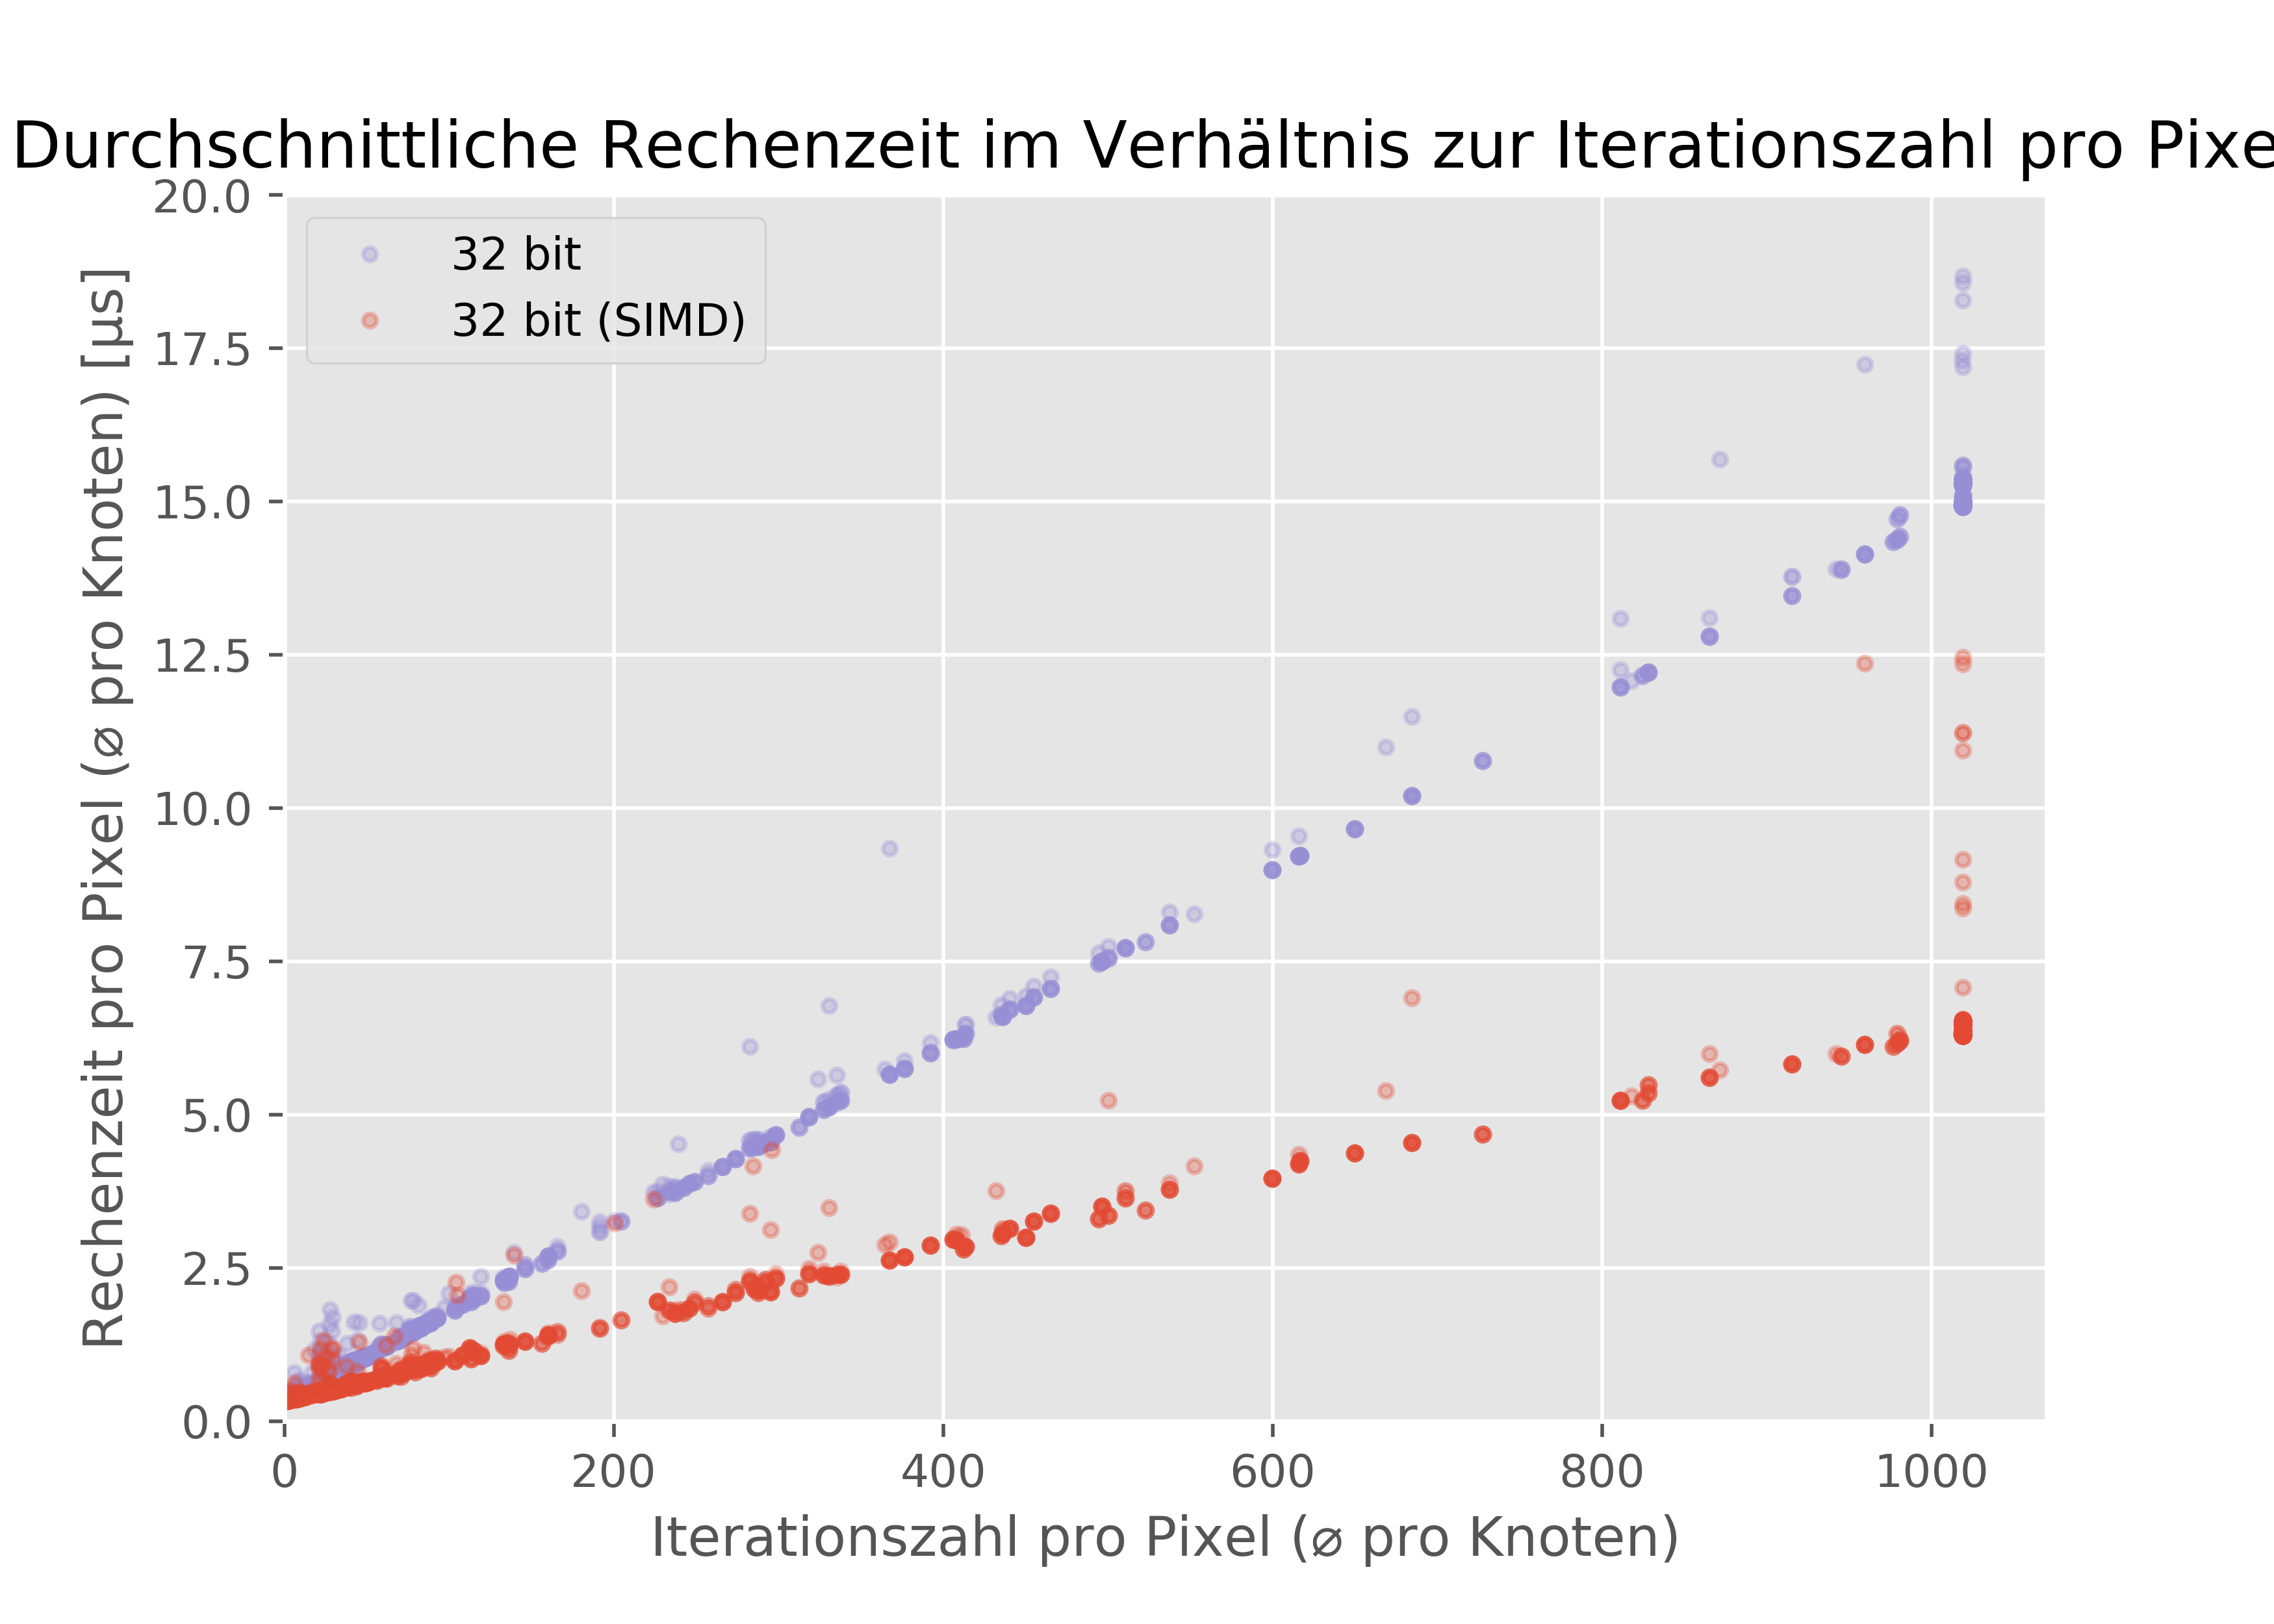 Durchschnittliche Rechenzeit im Verhältnis zur Iterationszahl pro Pixe
32 bit
32 bit (SIMD)
Rechenzeit pro Pixel (⌀ pro Knoten) [µs]
20.0
17.5
15.0
12.5
10.0
7.5
5.0
2.5
0.0
0 200 400 600 800 1000
Iterationszahl pro Pixel (⌀ pro Knoten)